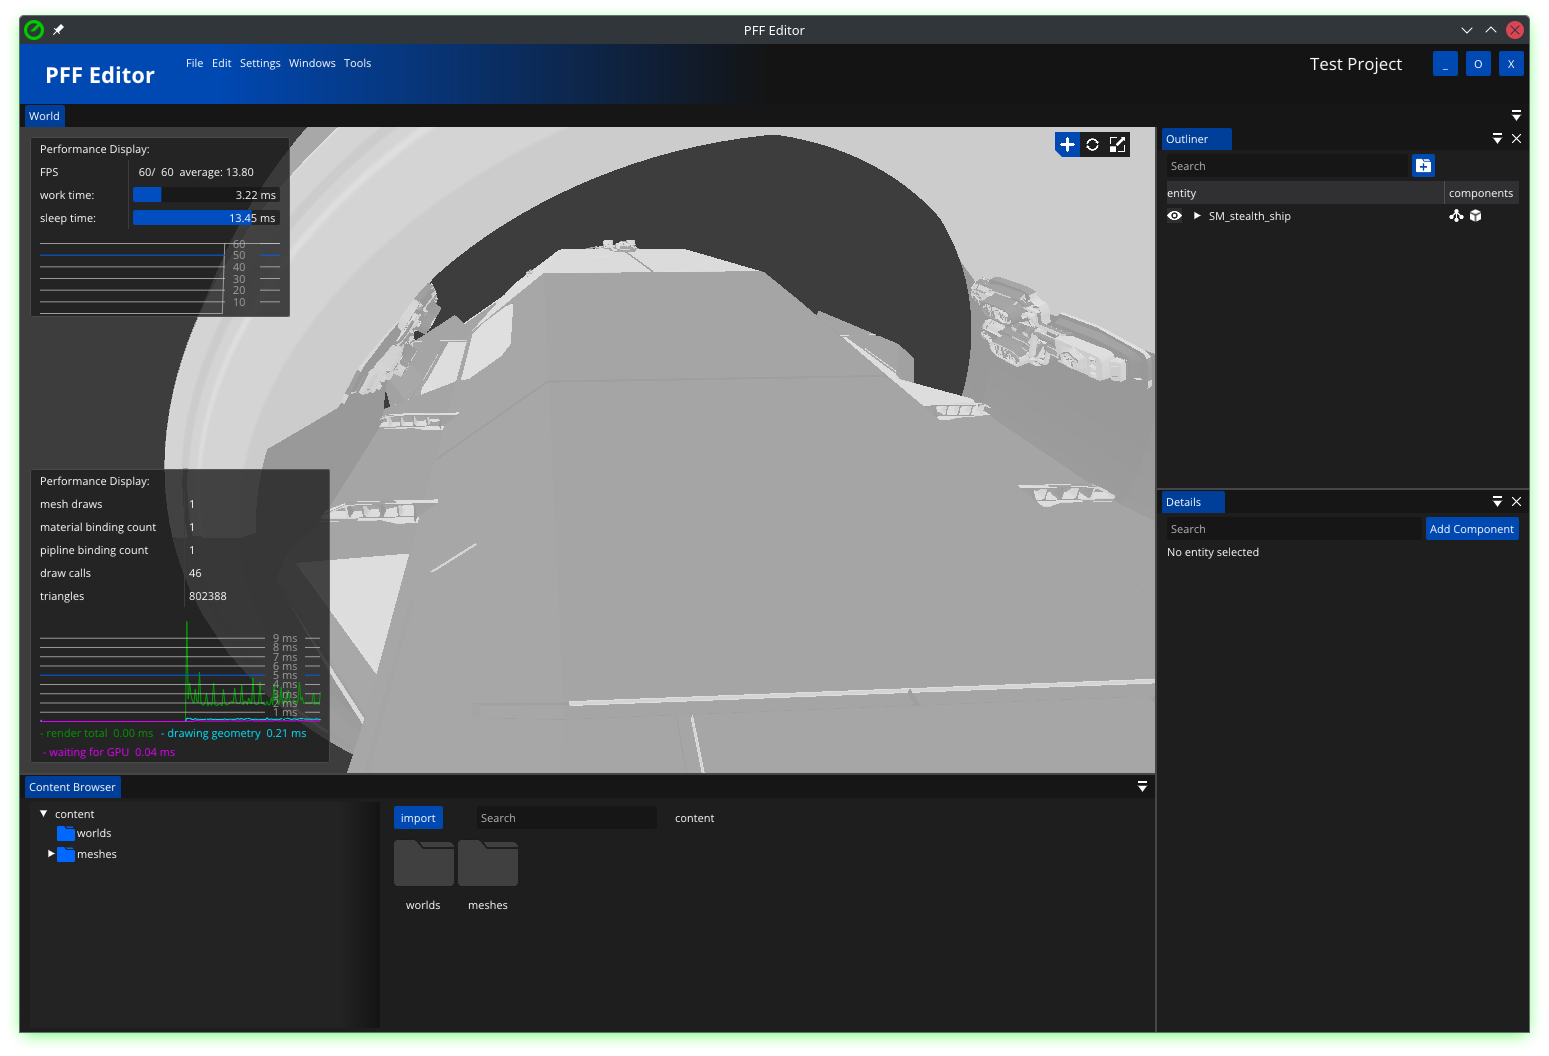 PFF Editor
PFF Editor
File Edit Settings Windows Tools
Test Project
_ O X
World
Performance Display:
FPS 60/ 60 average: 13.80
work time: 3.22 ms
sleep time: 13.45 ms
60
50
40
30
20
10
Performance Display:
mesh draws 1
material binding count 1
pipline binding count 1
draw calls 46
triangles 802388
9 ms
8 ms
7 ms
6 ms
5 ms
4 ms
3 ms
2 ms
1 ms
- render total 0.00 ms - drawing geometry 0.21 ms
- waiting for GPU 0.04 ms
Outliner
Search
entity components
SM_stealth_ship
Details
Search Add Component
No entity selected
Content Browser
content
worlds
meshes
import Search content
worlds meshes